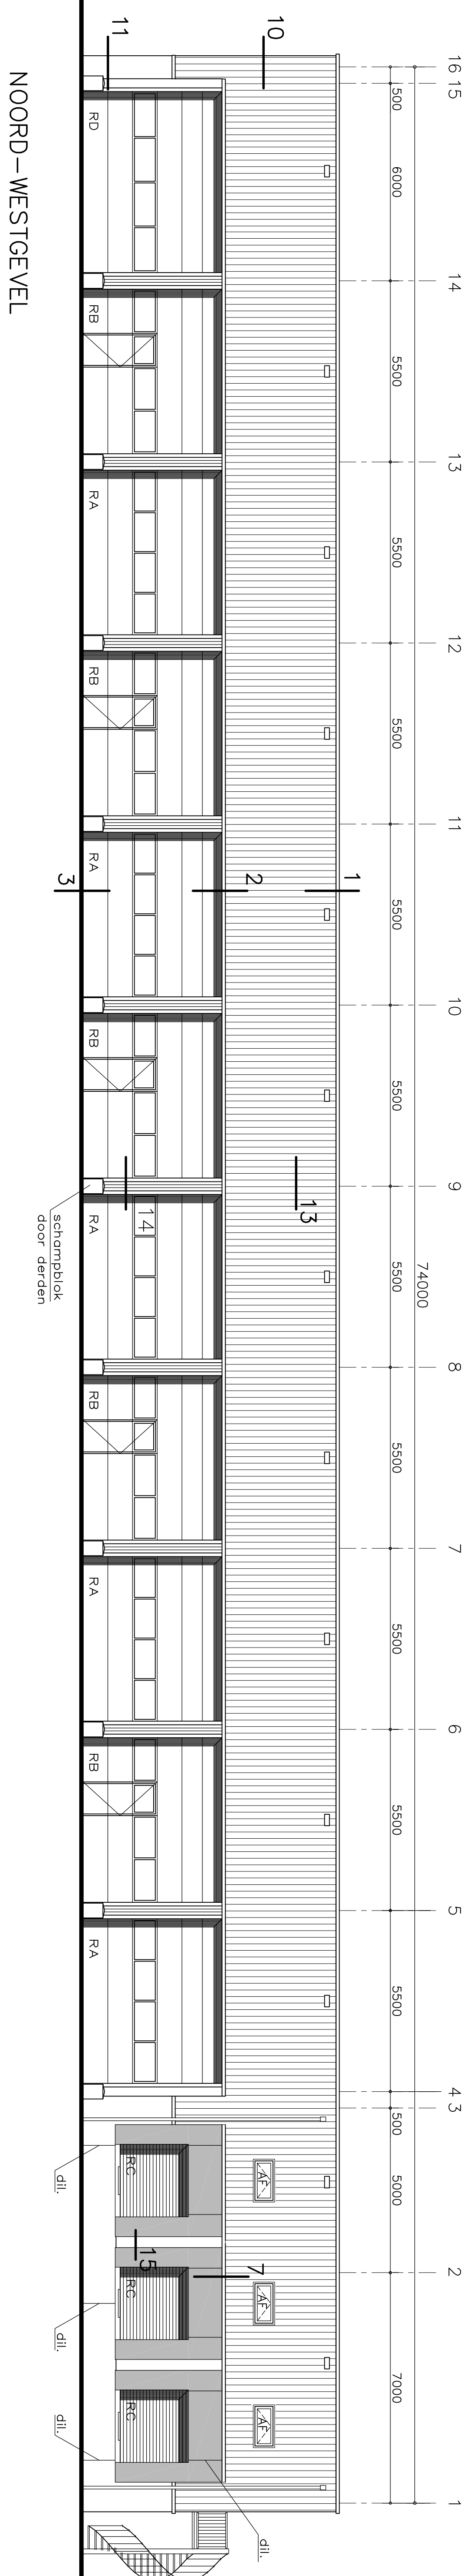 16 15 14 13 12 11 10 9 8 7 6 5 4 3 2 1
74000
500 6000 5500 5500 5500 5500 5500 5500 5500 5500 5500 5500 500 5000 7000
10
1
13
AF AF AF
11
2
7
14
15
RD RB RA RB RA RB RA RB RA RB RA RC RC RC
3
schampblok
door derden
dil. dil. dil. dil.
NOORD-WESTGEVEL